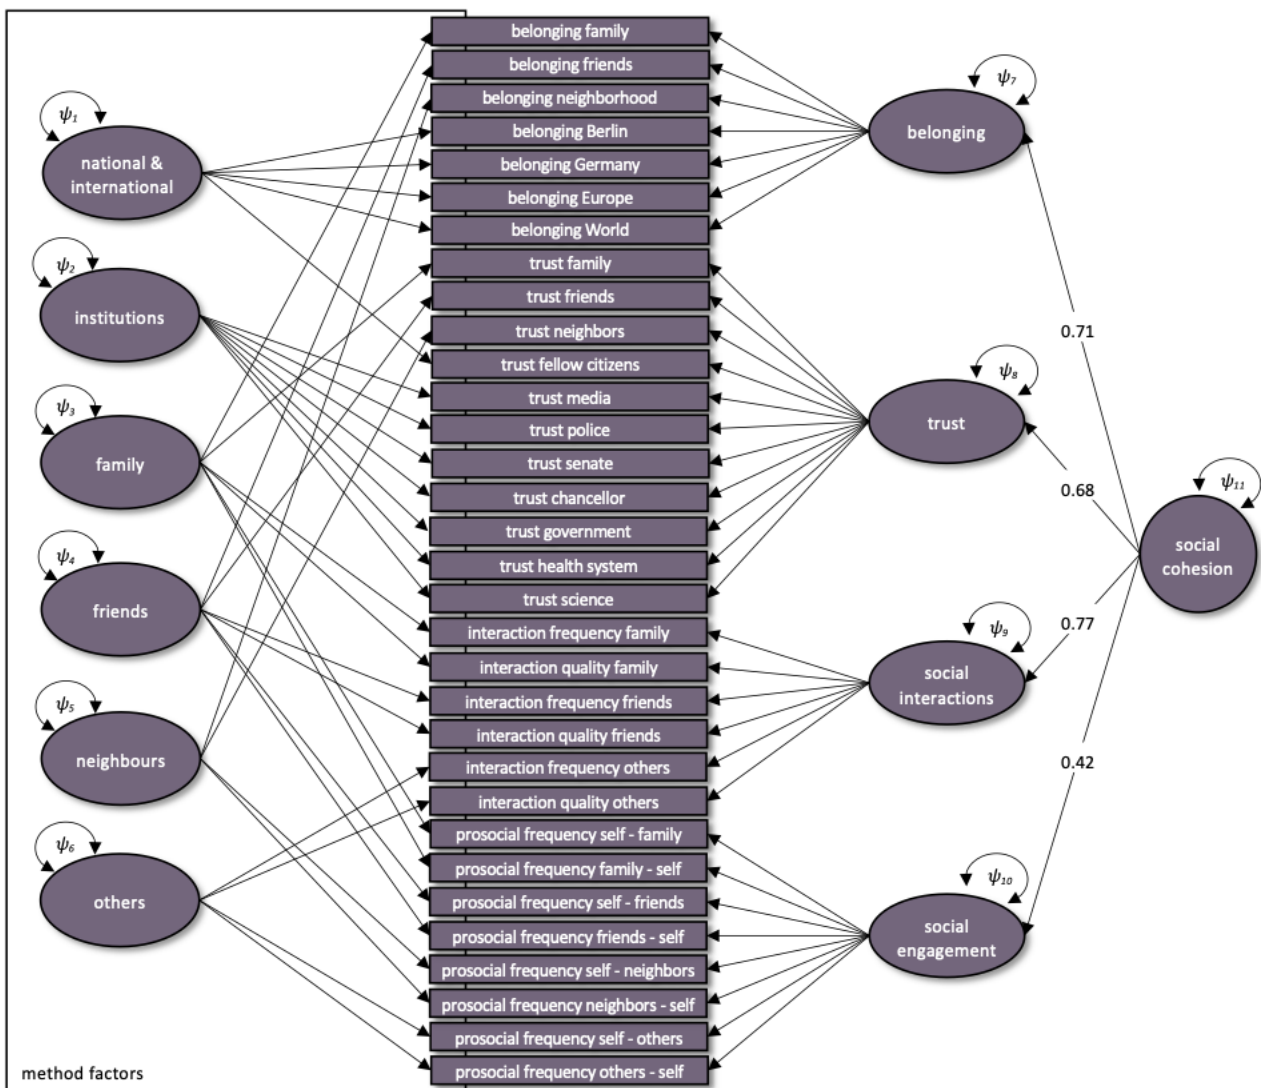 belonging family
belonging friends
belonging neighborhood
belonging Berlin
belonging Germany
belonging Europe
belonging World
trust family
trust friends
trust neighbors
trust fellow citizens
trust media
trust police
trust senate
trust chancellor
trust government
trust health system
trust science
interaction frequency family
interaction quality family
interaction frequency friends
interaction quality friends
interaction frequency others
interaction quality others
prosocial frequency self - family
prosocial frequency family - self
prosocial frequency self - friends
prosocial frequency friends - self
prosocial frequency self - neighbors
prosocial frequency neighbors - self
prosocial frequency self - others
prosocial frequency others - self
ψ1
national &
international
ψ2
institutions
ψ3
family
ψ4
friends
ψ5
neighbours
ψ6
others
method factors
ψ7
belonging
ψ8
trust
ψ9
social
interactions
ψ10
social
engagement
0.71
0.68
0.77
0.42
ψ11
social
cohesion